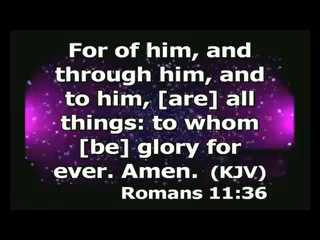 For of him, and
through him, and
to him, [are] all
things: to whom
[be] glory for
ever. Amen. (KJV)
Romans 11:36